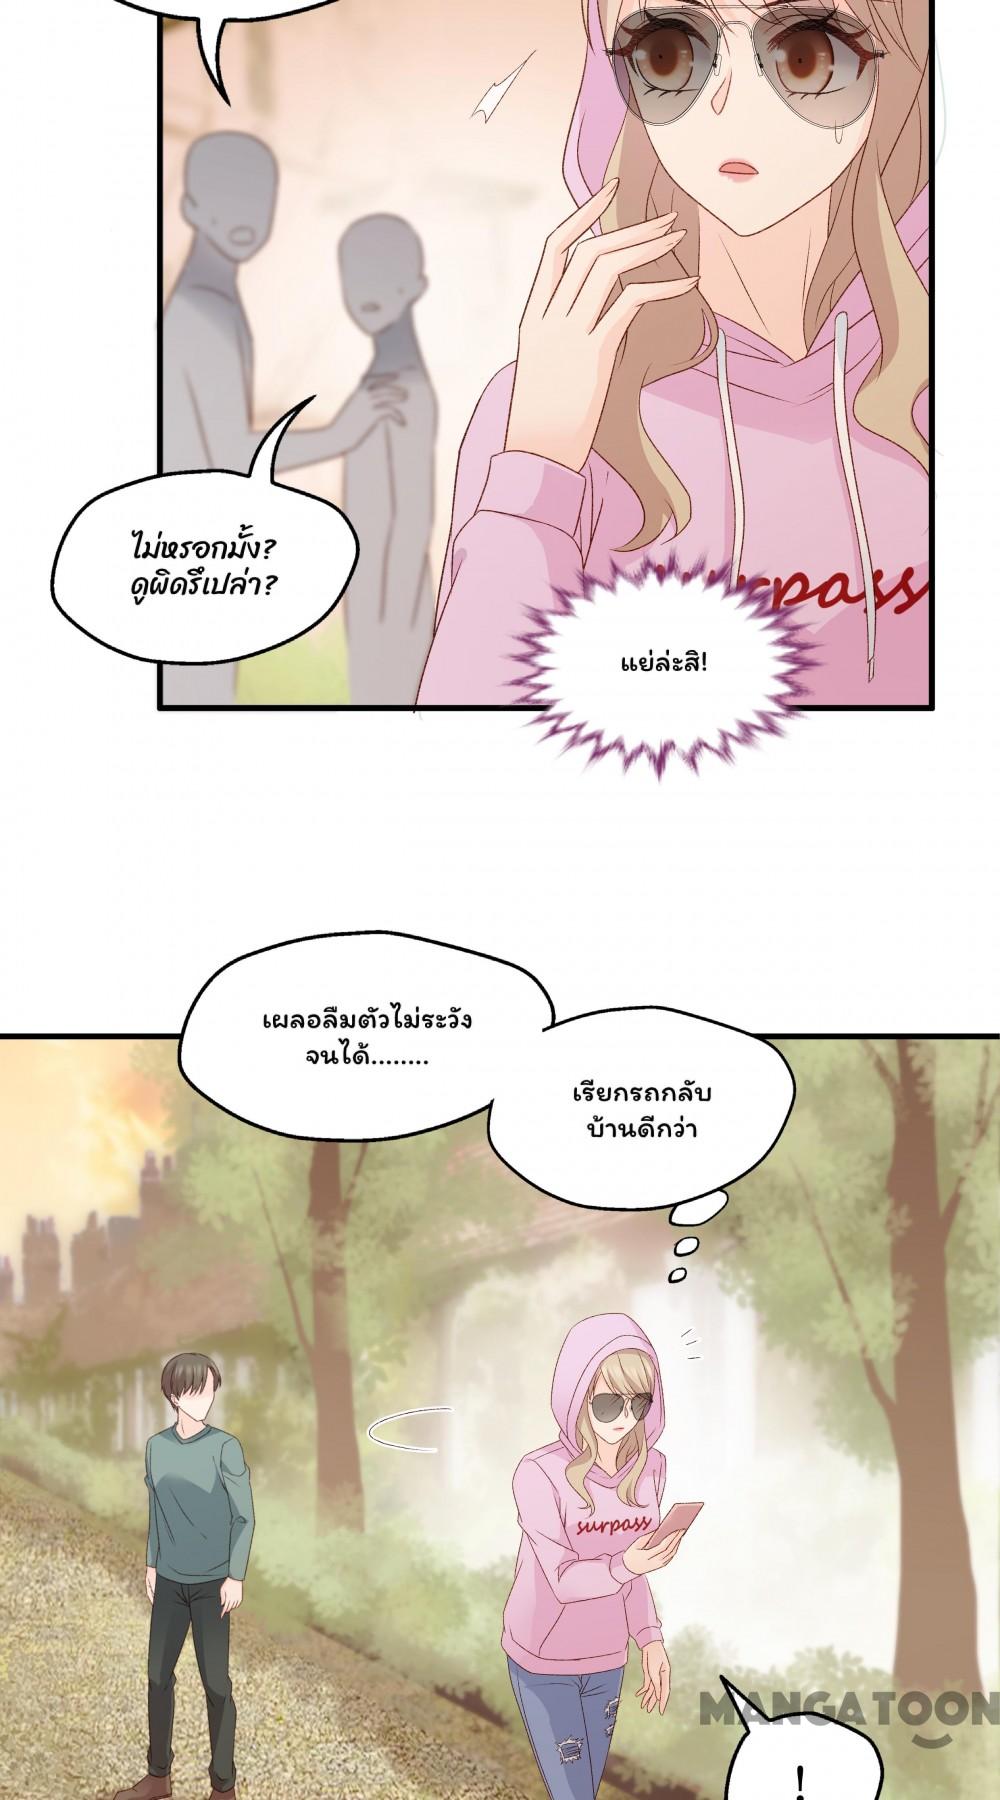 ไม่หรอกมั้ง?
ดูผิดรึเปล่า?
surpass
แย่ล่ะสิ!
เผลอลืมตัวไม่ระวัง
จนได้........
เรียกรถกลับ
บ้านดีกว่า
surpass
MANGATOON
!